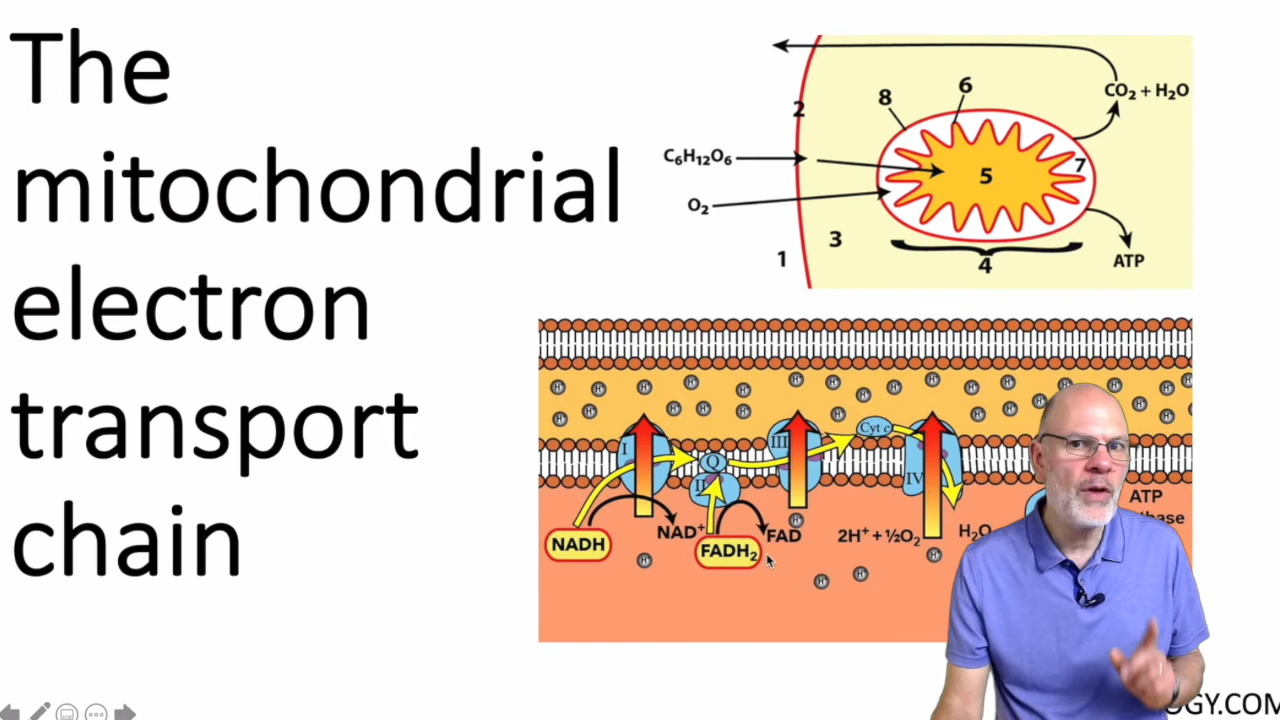 The
mitochondrial
electron
transport
chain
6
8
CO₂ + H₂O
2
C₆H₁₂O₆
7
5
O₂
3
1
4
ATP
H⁺ H⁺ H⁺ H⁺ H⁺ H⁺ H⁺ H⁺ H⁺ H⁺ H⁺ H⁺ H⁺
H⁺ H⁺ H⁺ H⁺ H⁺ H⁺ H⁺ H⁺ H⁺
I
III
Cyt c
Q
II
IV
ATP
NADH
NAD⁺
FADH₂
FAD
2H⁺ + ½O₂
H₂O
H⁺ H⁺ H⁺ H⁺ H⁺
OGY.COM